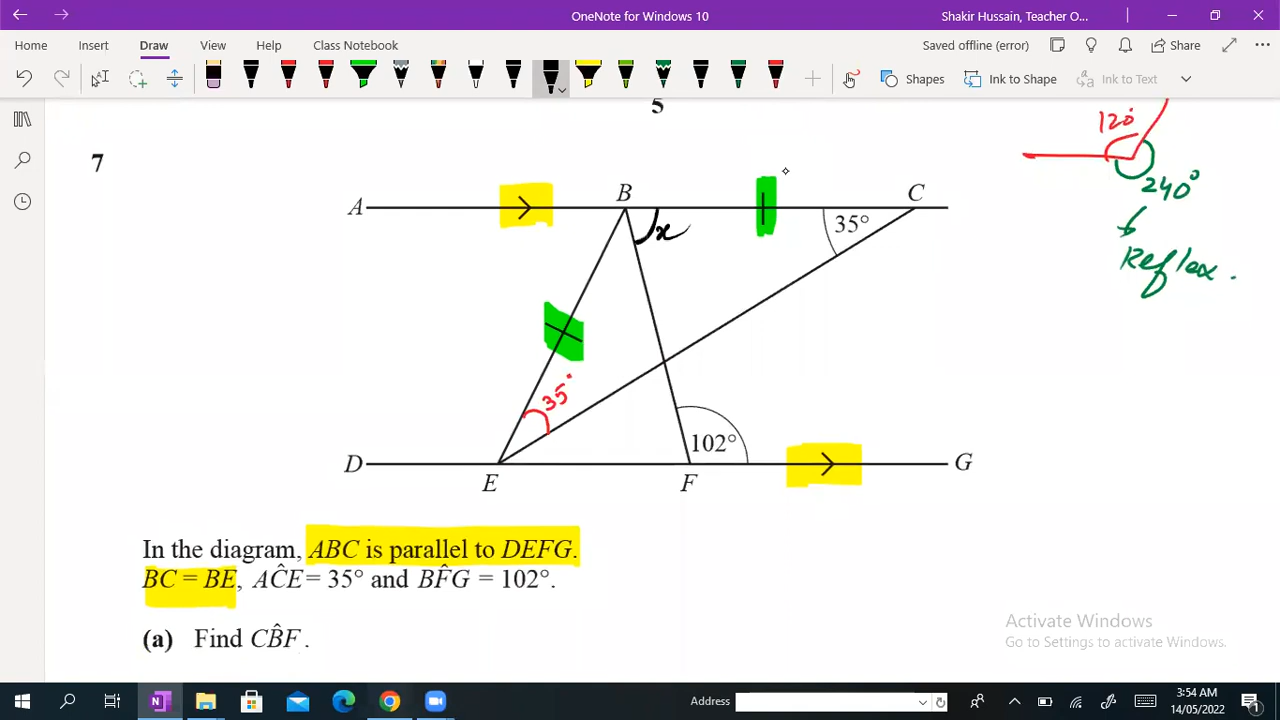 OneNote for Windows 10
Shakir Hussain, Teacher O...
Home Insert Draw View Help Class Notebook
Saved offline (error)
Share
Shapes
Ink to Shape
Ink to Text
5
7
120°
240°
Reflex.
A
B
C
x
35°
35°
102°
D
E
F
G
In the diagram, ABC is parallel to DEFG.
BC = BE, AĈE = 35° and BF̂G = 102°.
(a) Find CB̂F.
Activate Windows
Go to Settings to activate Windows.
Address
3:54 AM
14/05/2022
1